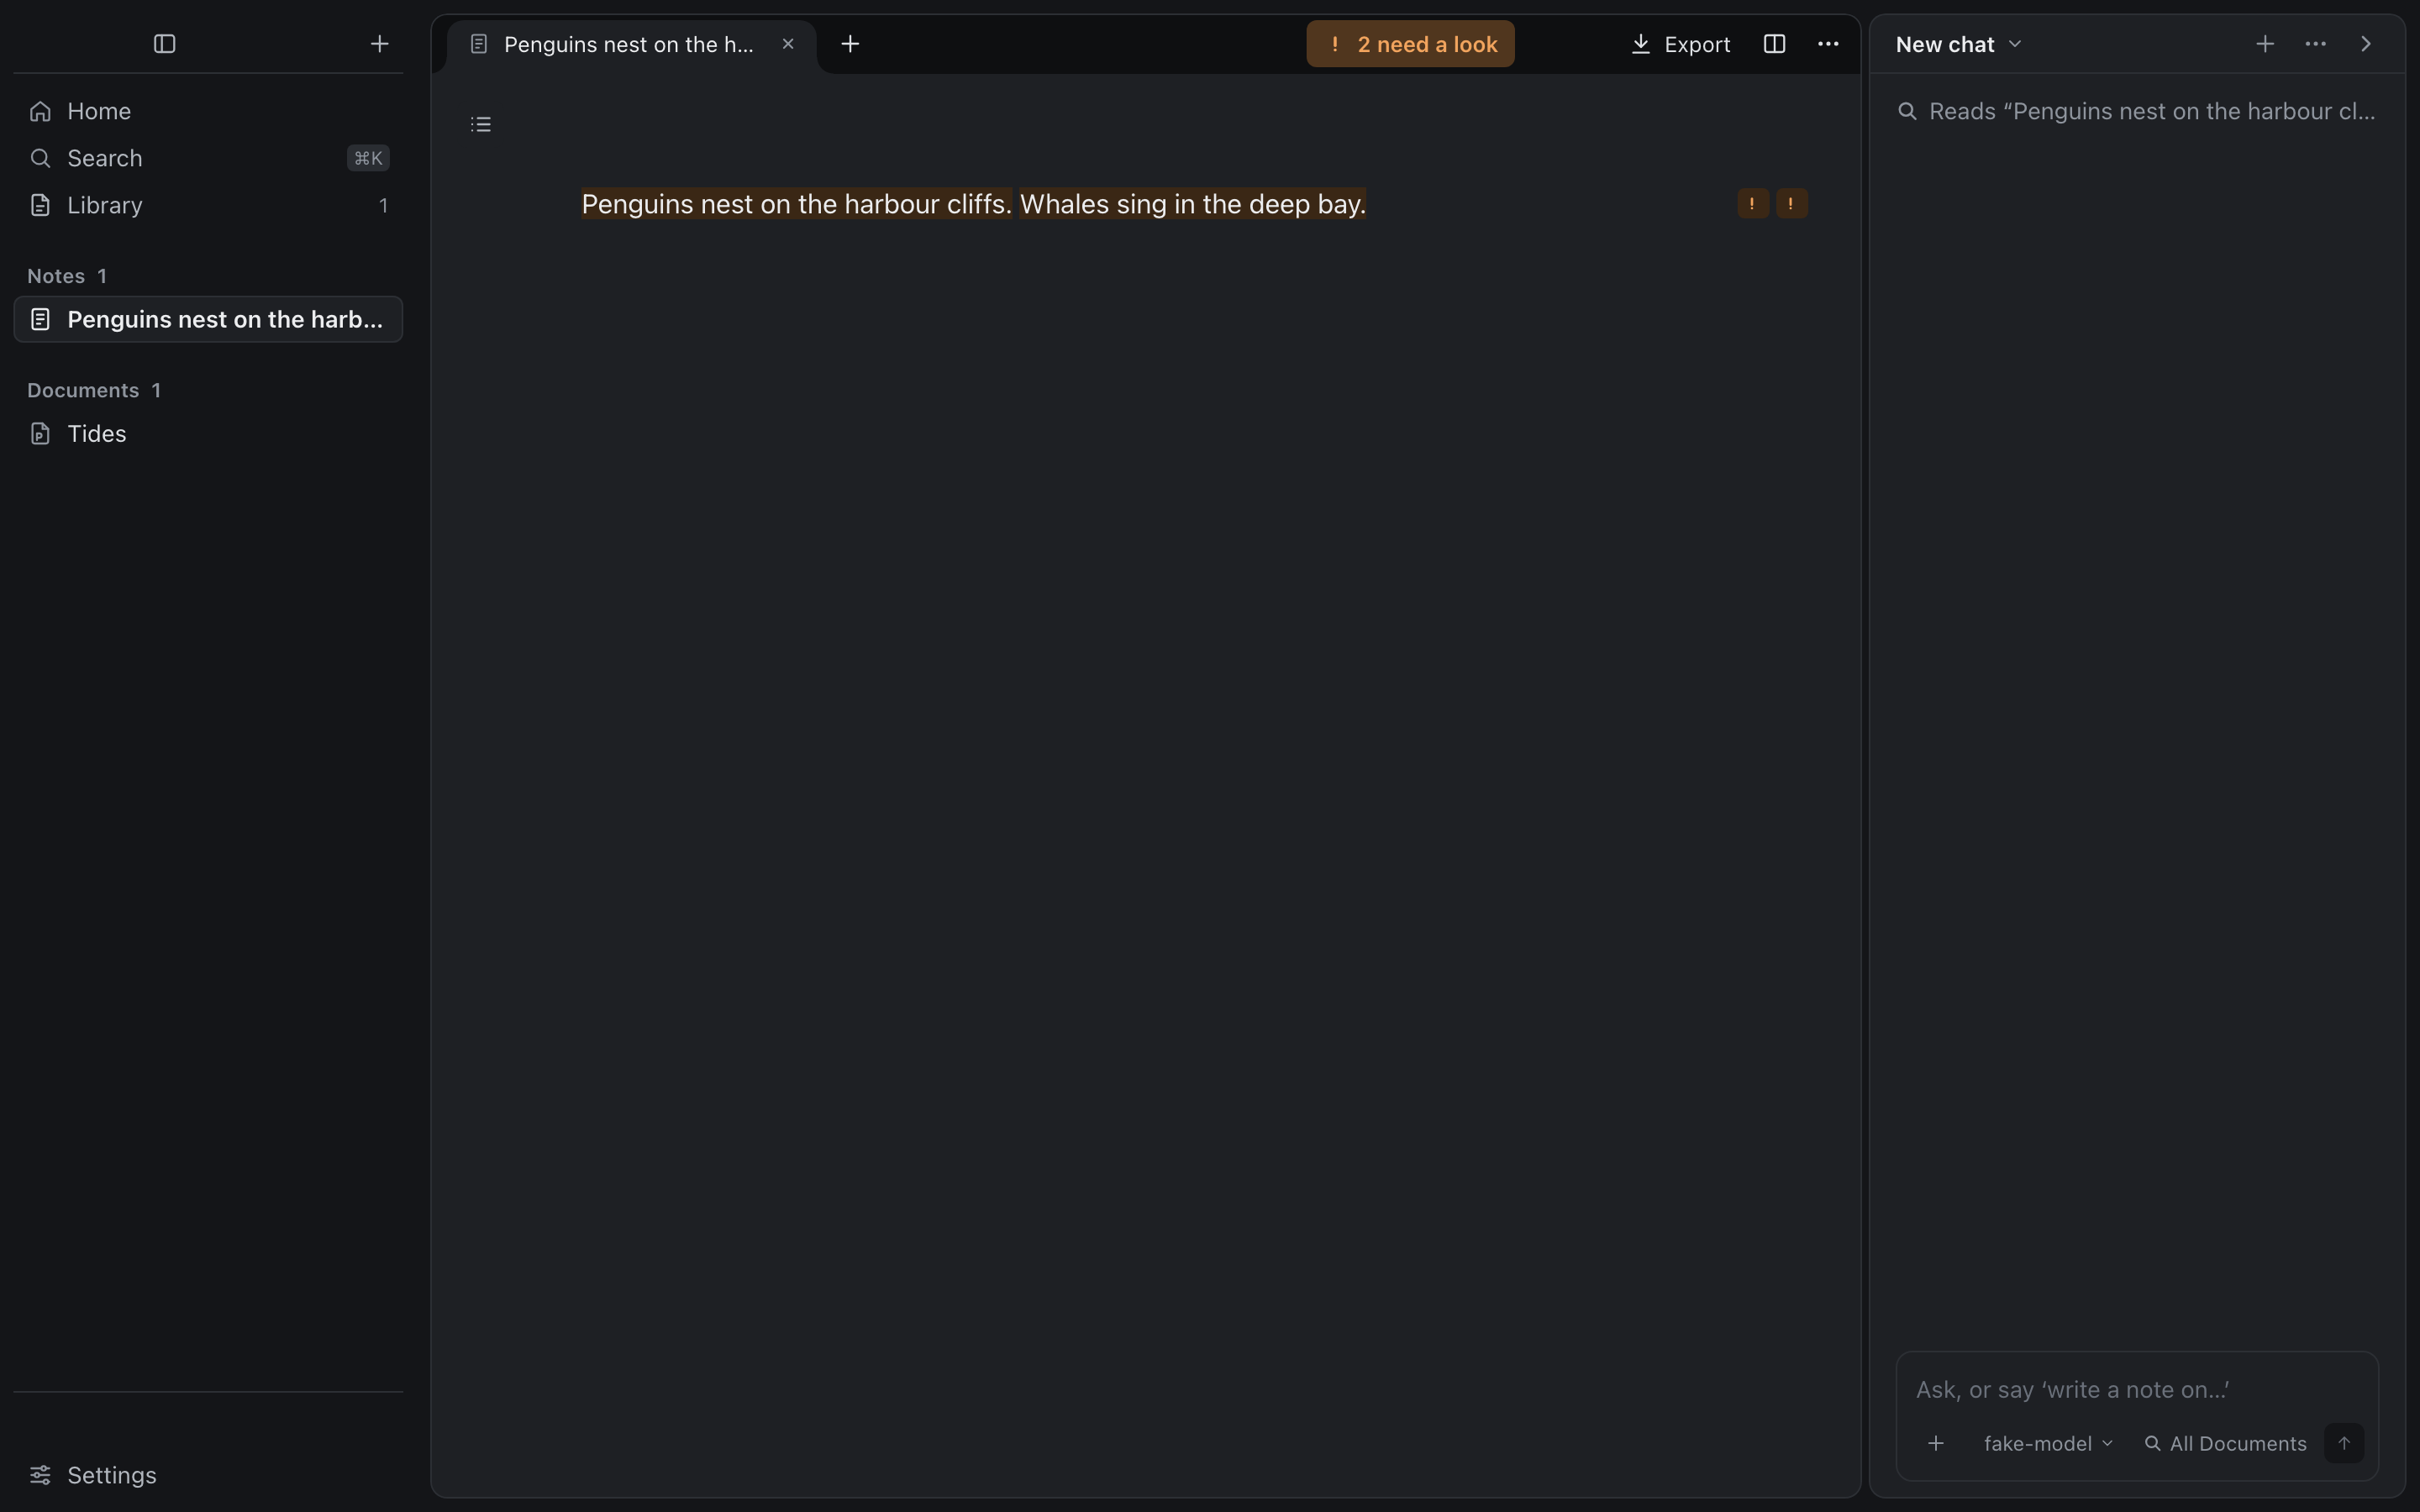 Home
Search ⌘K
Library 1
Notes 1
Penguins nest on the harb...
Documents 1
Tides
Settings
Penguins nest on the h...
! 2 need a look
Export
Penguins nest on the harbour cliffs. Whales sing in the deep bay.
! !
New chat
Reads “Penguins nest on the harbour cl...
Ask, or say ‘write a note on...’
fake-model
All Documents